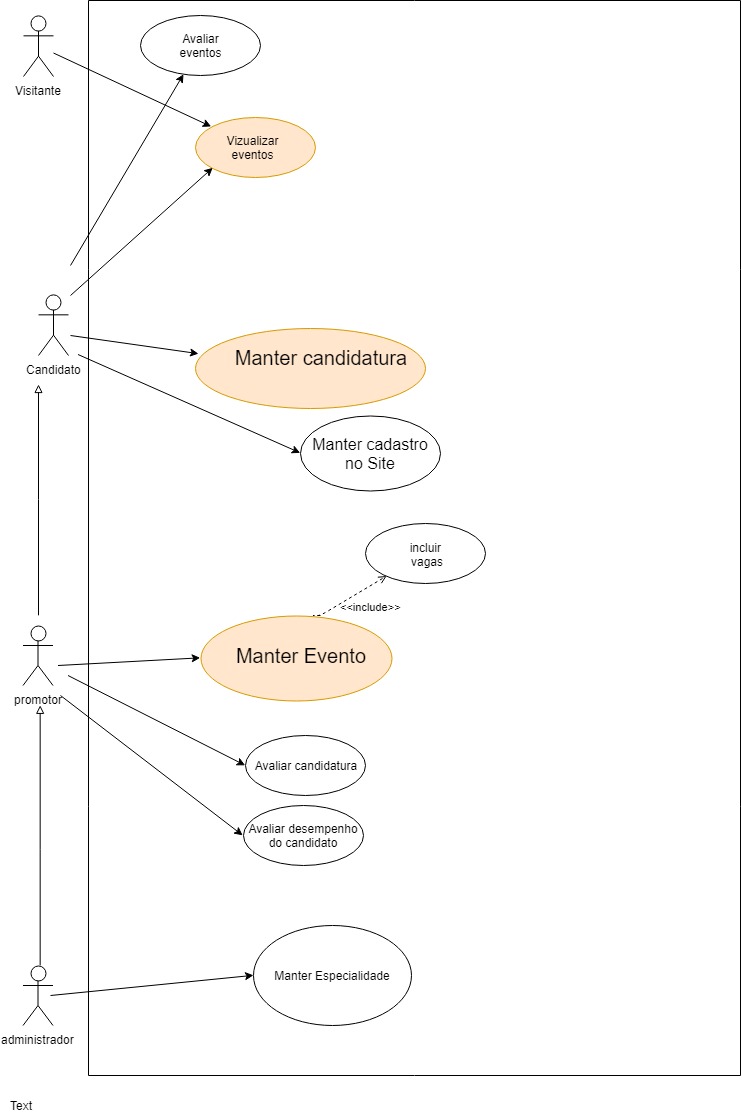 Avaliar
eventos
Visitante
Vizualizar
eventos
Manter candidatura
Candidato
Manter cadastro
no Site
incluir
vagas
<<include>>
Manter Evento
promotor
Avaliar candidatura
Avaliar desempenho
do candidato
Manter Especialidade
administrador
Text